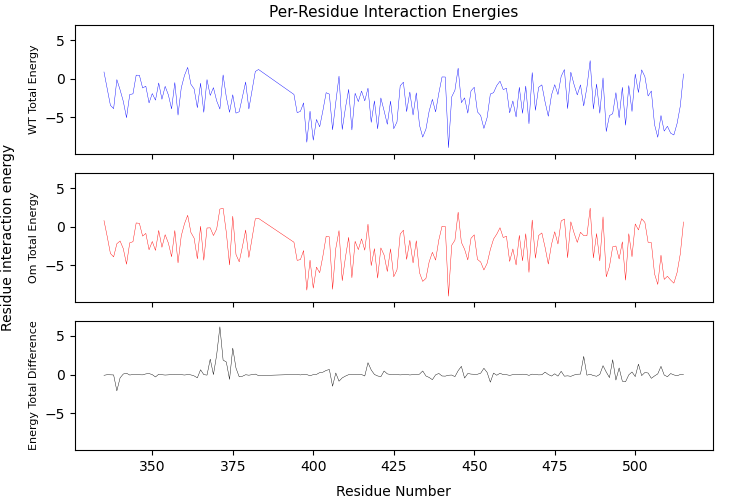 Per-Residue Interaction Energies
Residue interaction energy
WT Total Energy
5
0
−5
Om Total Energy
5
0
−5
Energy Total Difference
5
0
−5
350 375 400 425 450 475 500
Residue Number